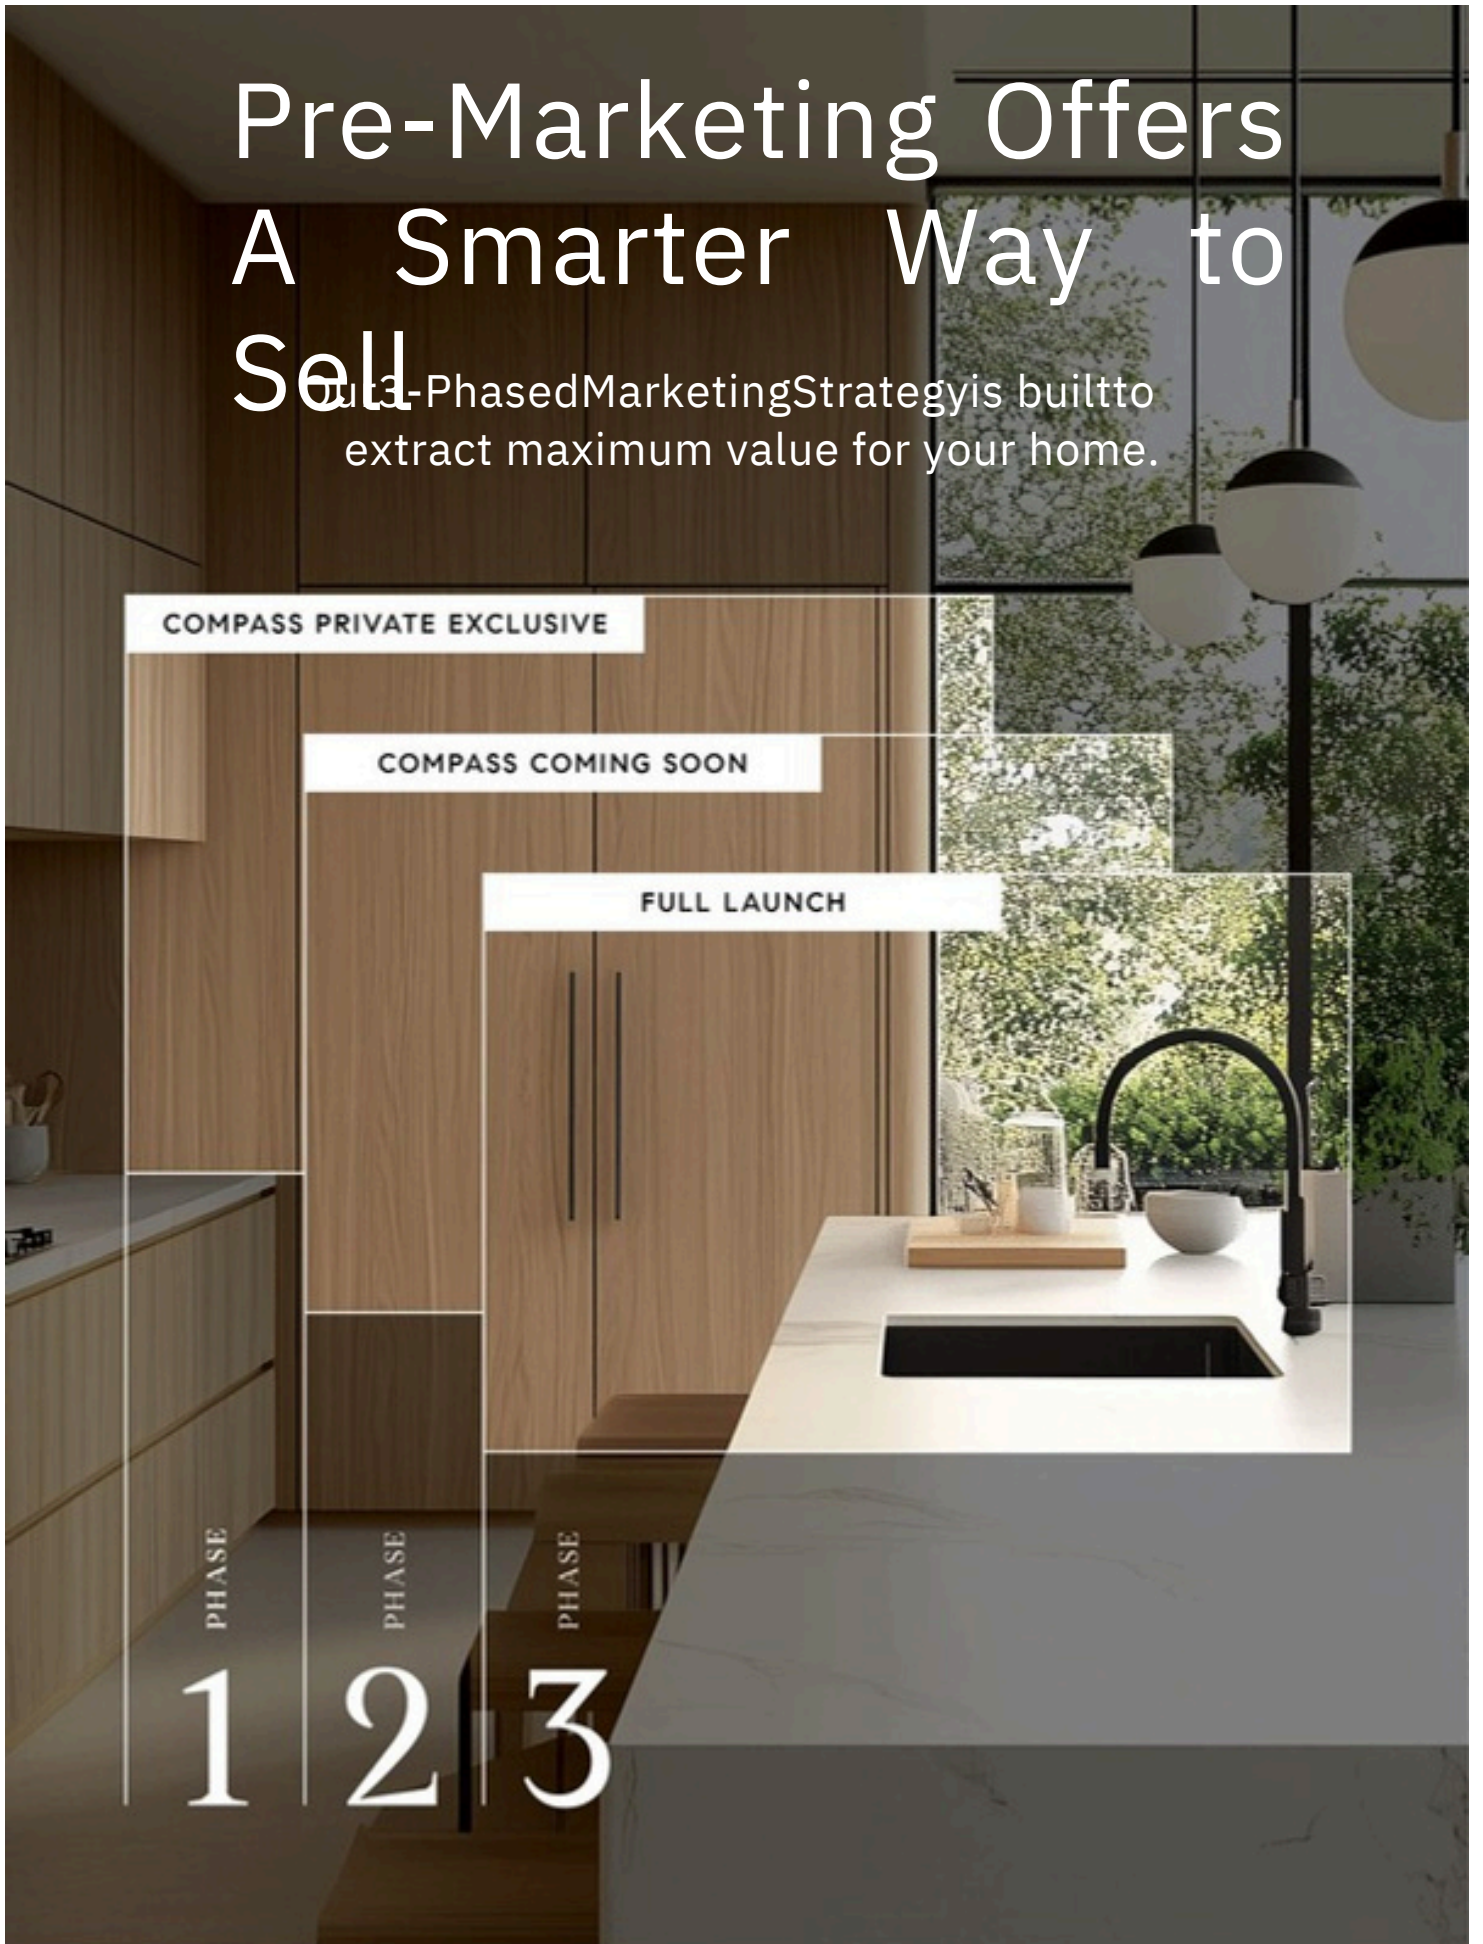 Pre-Marketing Offers
A Smarter Way to
Sell
Our3-PhasedMarketingStrategyis builtto
extract maximum value for your home.
COMPASS PRIVATE EXCLUSIVE
COMPASS COMING SOON
FULL LAUNCH
PHASE
1
PHASE
2
PHASE
3